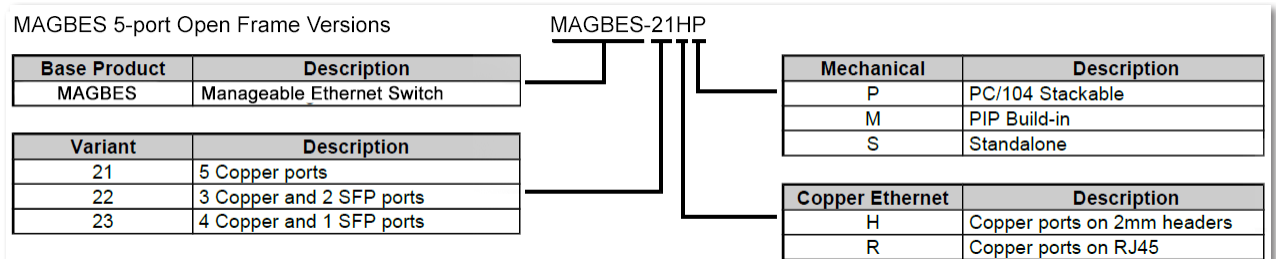 MAGBES 5-port Open Frame Versions
MAGBES-21HP
Base Product Description
MAGBES Manageable Ethernet Switch
Variant Description
21 5 Copper ports
22 3 Copper and 2 SFP ports
23 4 Copper and 1 SFP ports
Mechanical Description
P PC/104 Stackable
M PIP Build-in
S Standalone
Copper Ethernet Description
H Copper ports on 2mm headers
R Copper ports on RJ45